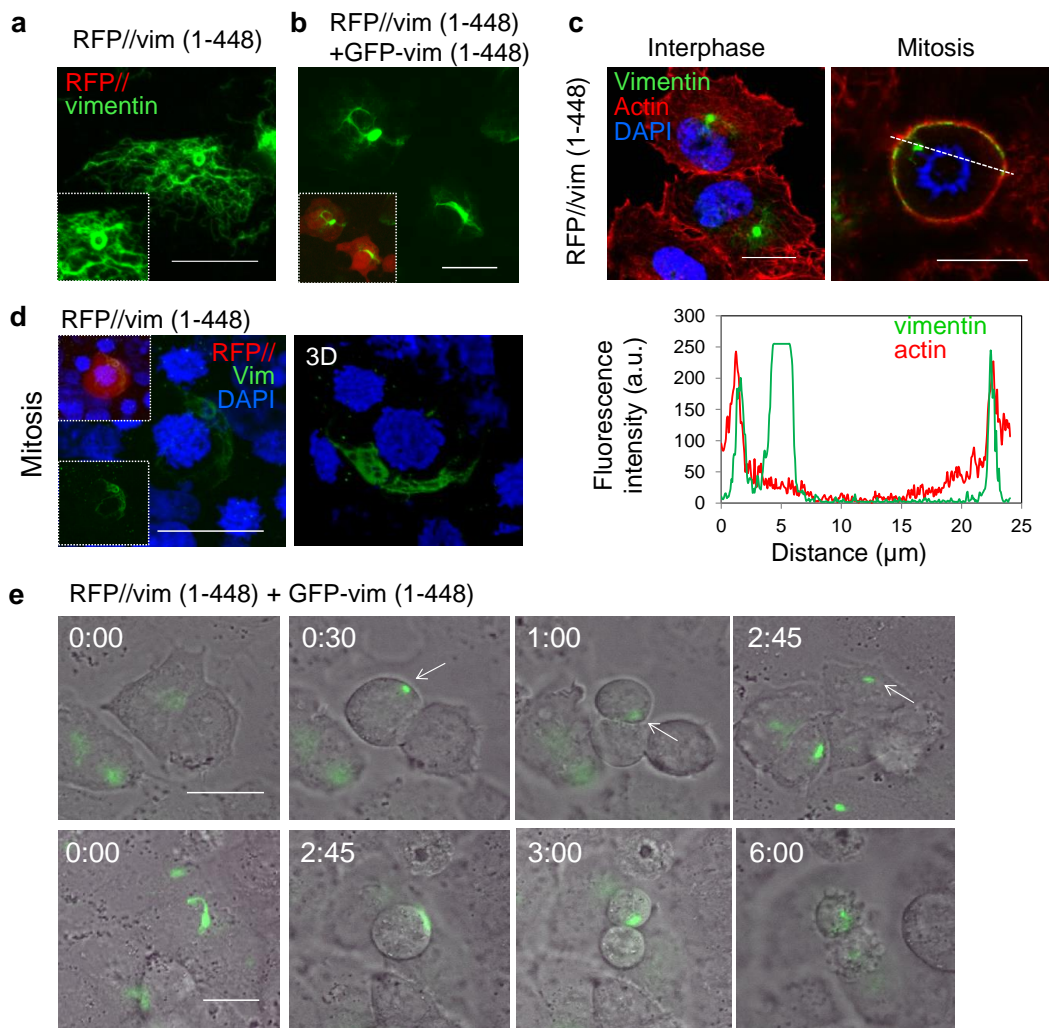 a
RFP//vim (1-448)
RFP//
vimentin
b
RFP//vim (1-448)
+GFP-vim (1-448)
c
Interphase
Mitosis
RFP//vim (1-448)
Vimentin
Actin
DAPI
d
RFP//vim (1-448)
Mitosis
RFP//
Vim
DAPI
3D
300
250
200
150
100
50
0
Fluorescence
intensity (a.u.)
vimentin
actin
0
5
10
15
20
25
Distance (µm)
e
RFP//vim (1-448) + GFP-vim (1-448)
0:00
0:30
1:00
2:45
0:00
2:45
3:00
6:00